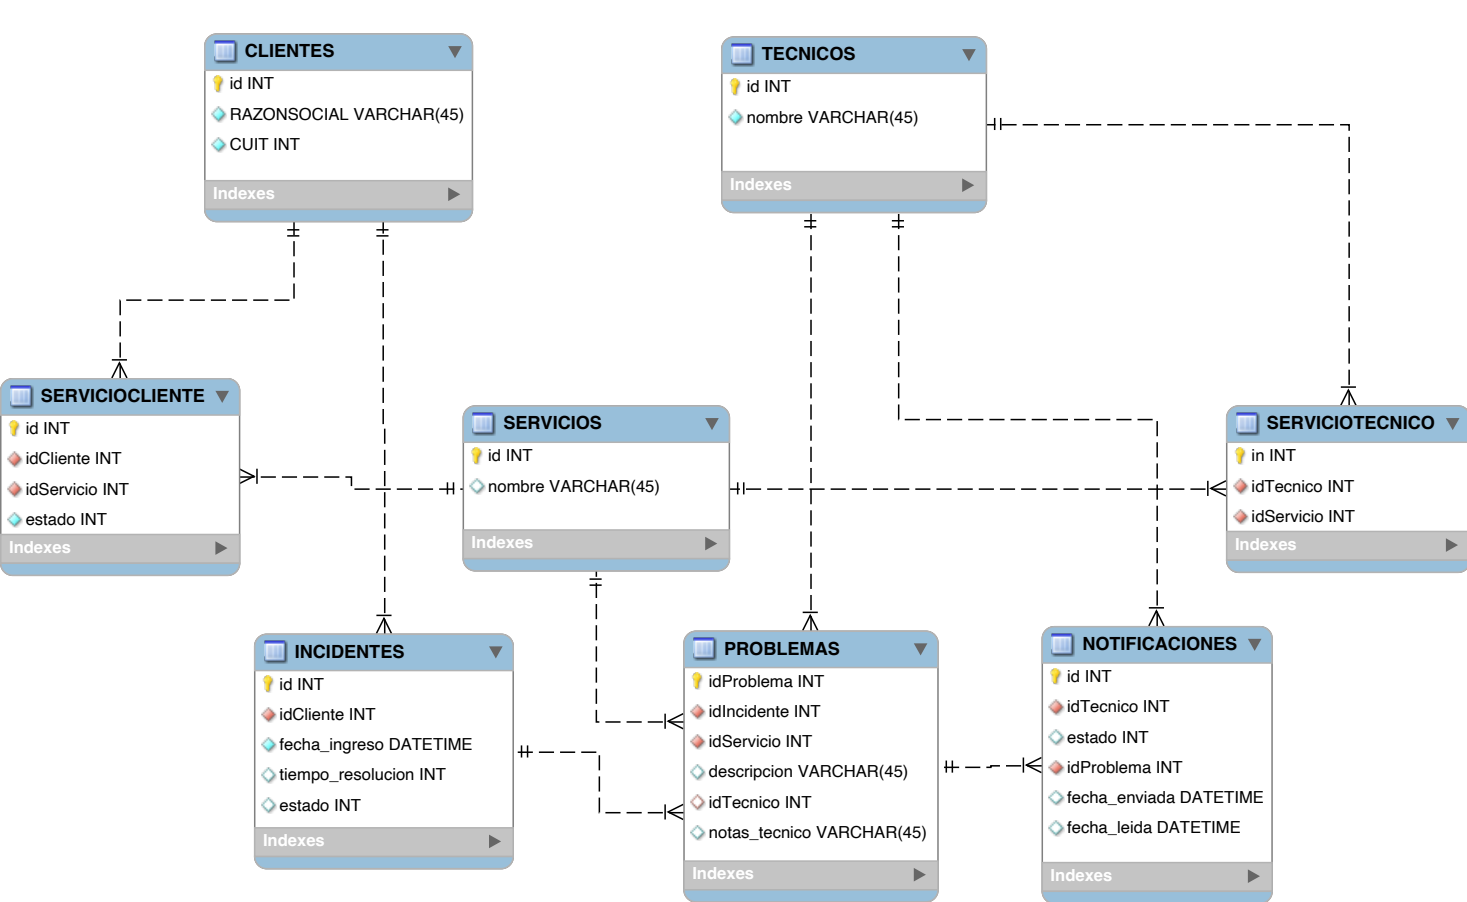 CLIENTES
id INT
RAZONSOCIAL VARCHAR(45)
CUIT INT
Indexes
TECNICOS
id INT
nombre VARCHAR(45)
Indexes
SERVICIOCLIENTE
id INT
idCliente INT
idServicio INT
estado INT
Indexes
SERVICIOS
id INT
nombre VARCHAR(45)
Indexes
SERVICIOTECNICO
in INT
idTecnico INT
idServicio INT
Indexes
INCIDENTES
id INT
idCliente INT
fecha_ingreso DATETIME
tiempo_resolucion INT
estado INT
Indexes
PROBLEMAS
idProblema INT
idIncidente INT
idServicio INT
descripcion VARCHAR(45)
idTecnico INT
notas_tecnico VARCHAR(45)
Indexes
NOTIFICACIONES
id INT
idTecnico INT
estado INT
idProblema INT
fecha_enviada DATETIME
fecha_leida DATETIME
Indexes